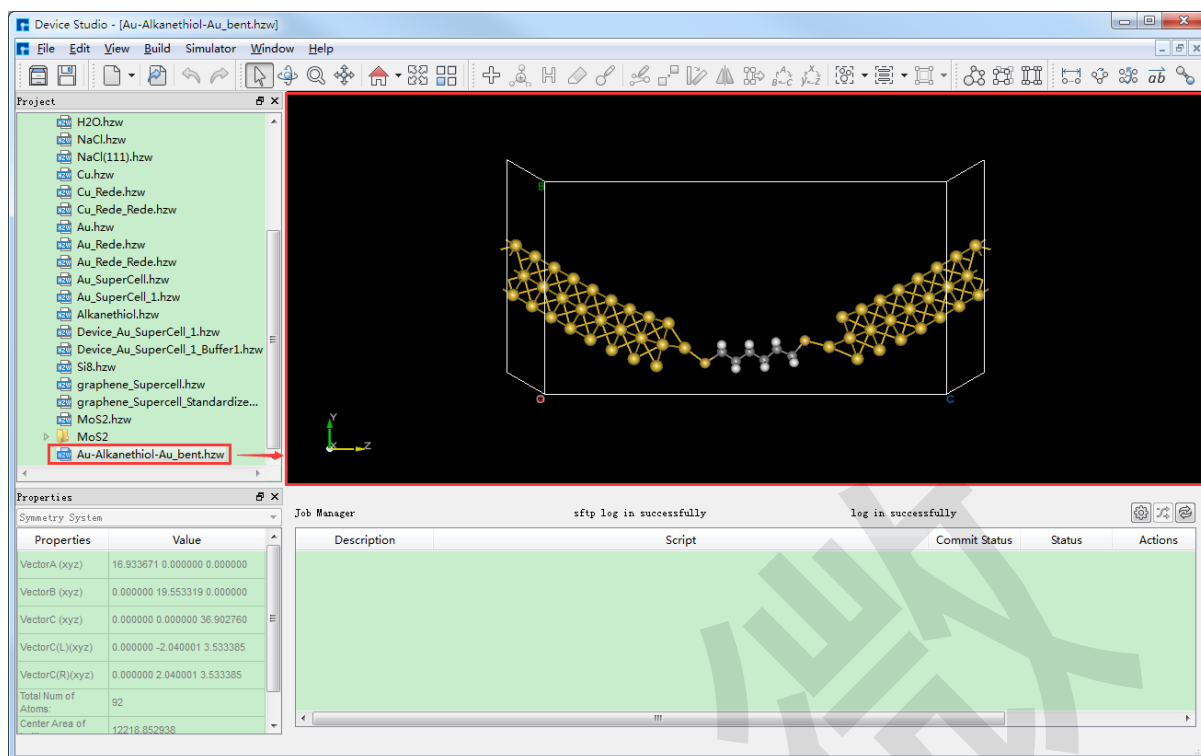 Device Studio - [Au-Alkanethiol-Au_bent.hzw]
File Edit View Build Simulator Window Help
Project
H2O.hzw
NaCl.hzw
NaCl(111).hzw
Cu.hzw
Cu_Rede.hzw
Cu_Rede_Rede.hzw
Au.hzw
Au_Rede.hzw
Au_Rede_Rede.hzw
Au_SuperCell.hzw
Au_SuperCell_1.hzw
Alkanethiol.hzw
Device_Au_SuperCell_1.hzw
Device_Au_SuperCell_1_Buffer1.hzw
Si8.hzw
graphene_Supercell.hzw
graphene_Supercell_Standardize...
MoS2.hzw
MoS2
Au-Alkanethiol-Au_bent.hzw
B
O
C
Y
X
Z
Properties
Symmetry System
Properties Value
VectorA (xyz) 16.933671 0.000000 0.000000
VectorB (xyz) 0.000000 19.553319 0.000000
VectorC (xyz) 0.000000 0.000000 36.902760
VectorC(L)(xyz) 0.000000 -2.040001 3.533385
VectorC(R)(xyz) 0.000000 2.040001 3.533385
Total Num of
Atoms: 92
Center Area of
12218.852938
Job Manager sftp log in successfully log in successfully
Description Script Commit Status Status Actions